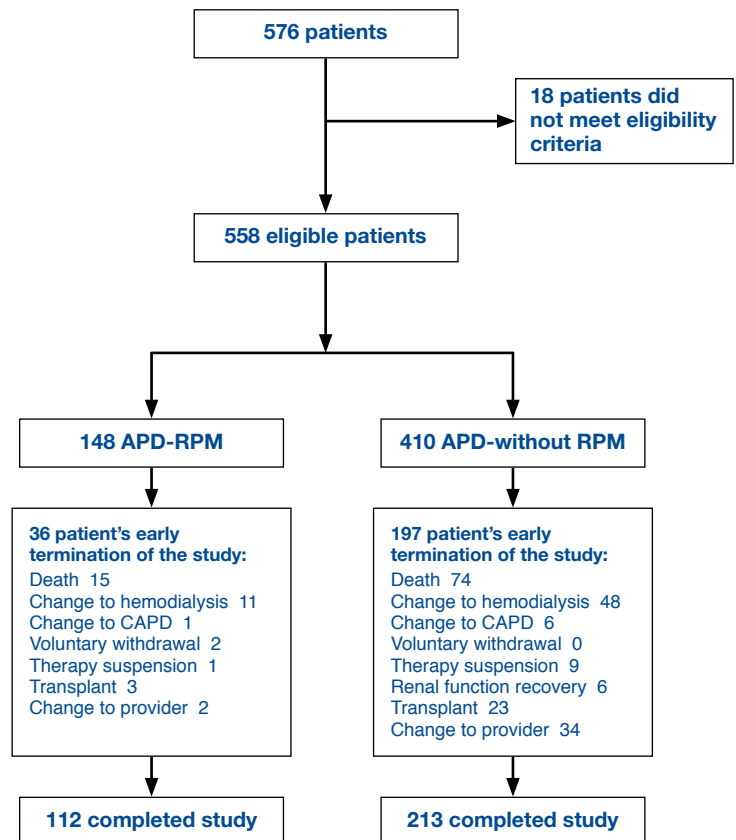 576 patients
18 patients did
not meet eligibility
criteria
558 eligible patients
148 APD-RPM
410 APD-without RPM
36 patient's early
termination of the study:
Death 15
Change to hemodialysis 11
Change to CAPD 1
Voluntary withdrawal 2
Therapy suspension 1
Transplant 3
Change to provider 2
197 patient's early
termination of the study:
Death 74
Change to hemodialysis 48
Change to CAPD 6
Voluntary withdrawal 0
Therapy suspension 9
Renal function recovery 6
Transplant 23
Change to provider 34
112 completed study
213 completed study